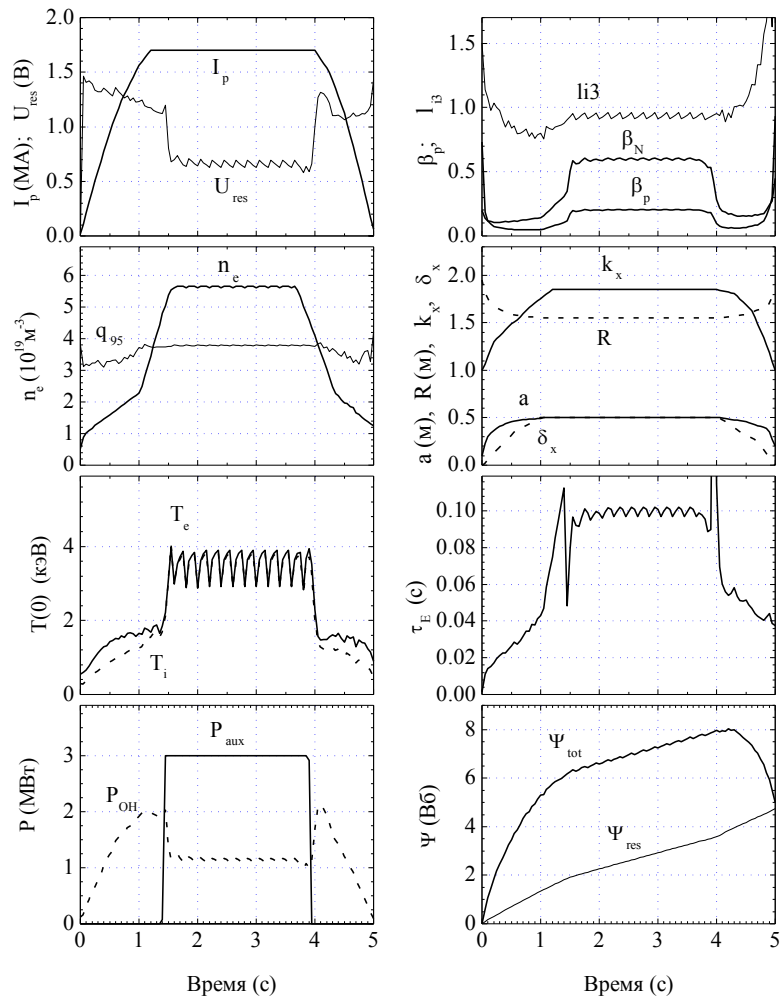 I_p (МА); U_res (В)
2.0
1.5
1.0
0.5
0.0
I_p
U_res
β_p; l_i3
1.5
1.0
0.5
0.0
li3
β_N
β_p
n_e (10^19 м^-3)
6
5
4
3
2
1
0
n_e
q_95
a (м), R (м), k_x, δ_x
2.0
1.5
1.0
0.5
0.0
k_x
R
a
δ_x
T(0) (кэВ)
4
2
0
T_e
T_i
τ_E (с)
0.10
0.08
0.06
0.04
0.02
0.00
P (МВт)
3
2
1
0
P_aux
P_OH
0 1 2 3 4 5
Время (с)
Ψ (Вб)
8
6
4
2
0
Ψ_tot
Ψ_res
0 1 2 3 4 5
Время (с)